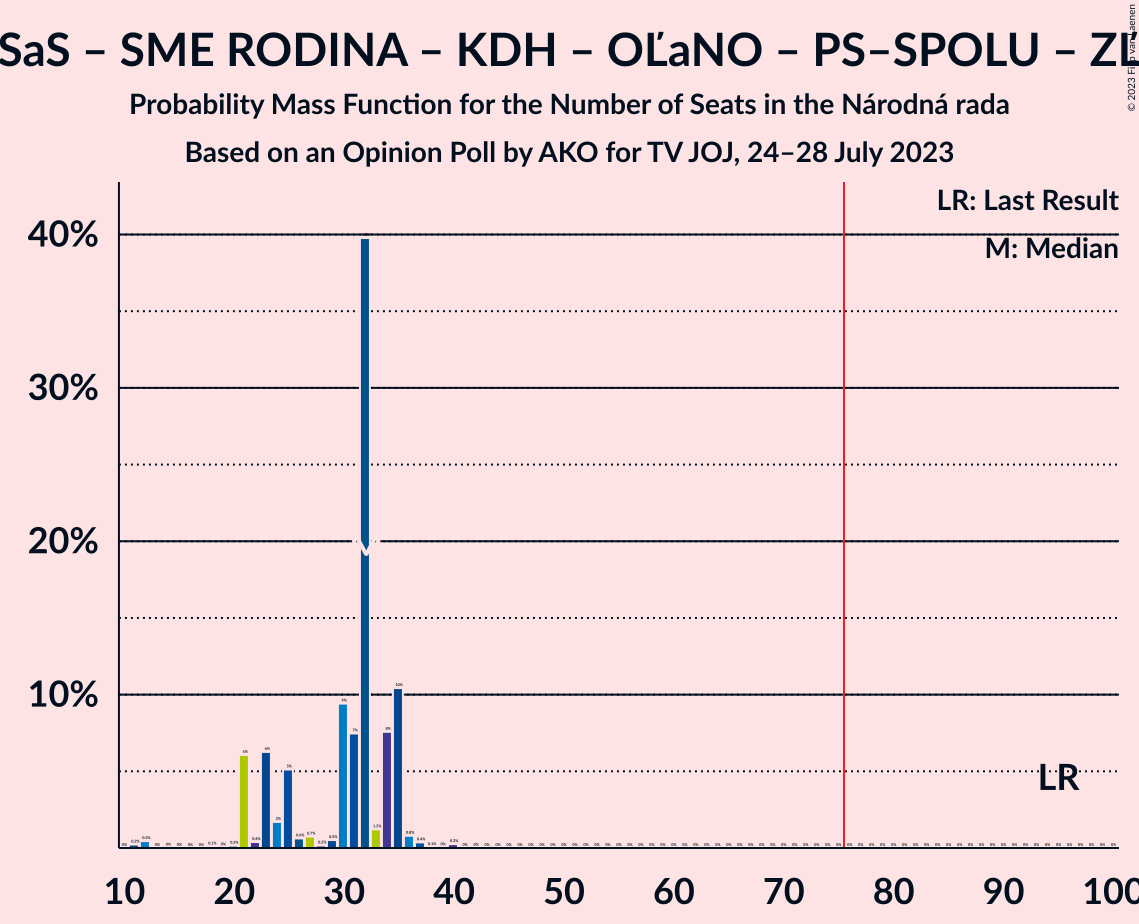 SaS – SME RODINA – KDH – OĽaNO – PS–SPOLU – ZĽ
Probability Mass Function for the Number of Seats in the Národná rada
Based on an Opinion Poll by AKO for TV JOJ, 24–28 July 2023
© 2023 Filip van Laenen
LR: Last Result
M: Median
40%
30%
20%
10%
M
LR
10 20 30 40 50 60 70 80 90 100